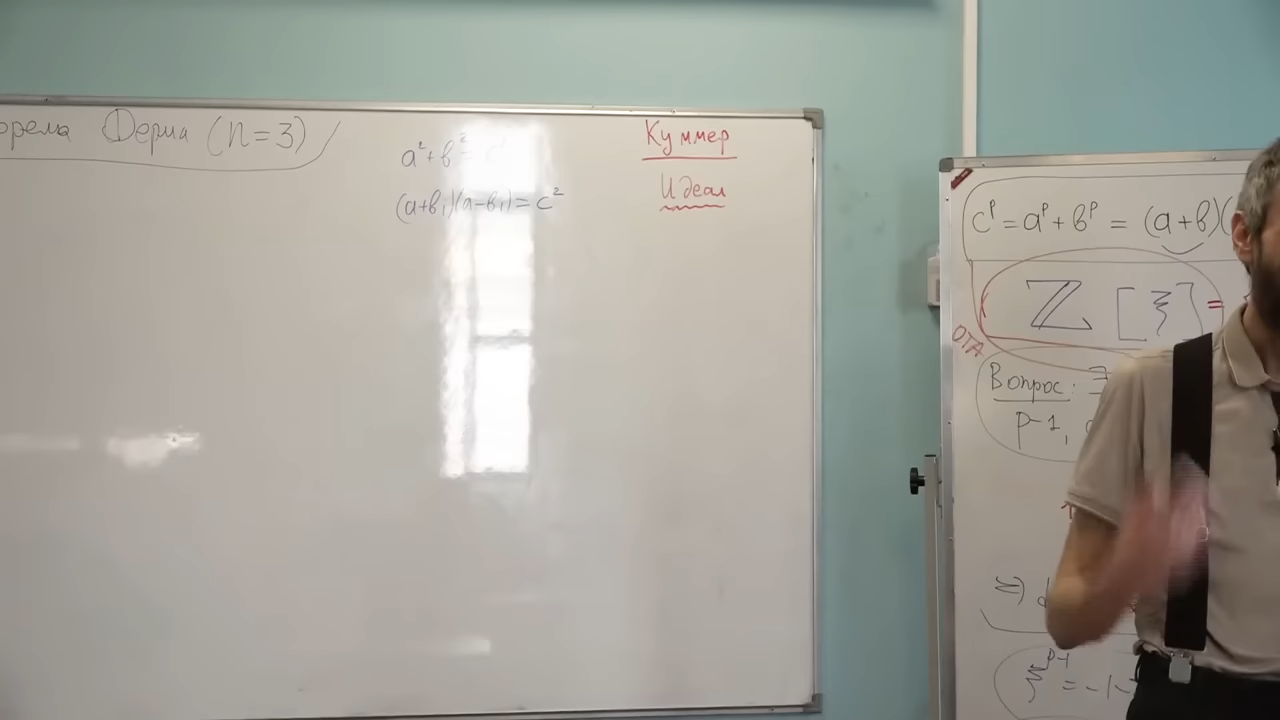 орема Ферма (n=3)
a²+b²= c²
(a+bi)(a-bi)= c²
Куммер
Идеал
cᵖ = aᵖ + bᵖ = (a+b)(
ℤ [ξ] =
ОТА
Вопрос: ∃
p-1,
ξᵖ⁻¹ = -1-